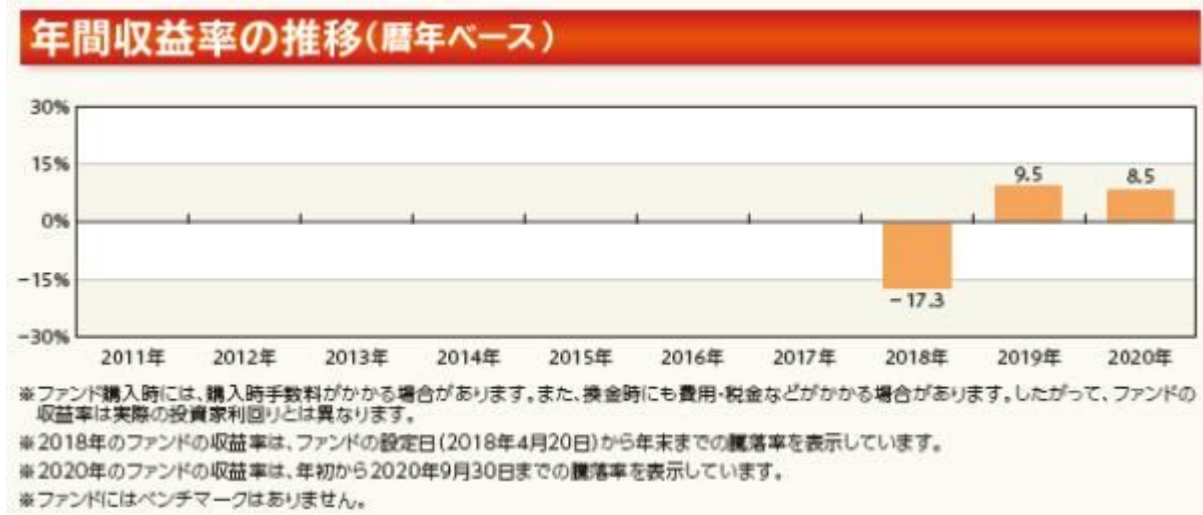 年間収益率の推移(暦年ベース)
30%
15%
9.5
8.5
0%
−15%
−17.3
−30%
2011年 2012年 2013年 2014年 2015年 2016年 2017年 2018年 2019年 2020年
※ファンド購入時には、購入時手数料がかかる場合があります。また、換金時にも費用・税金などがかかる場合があります。したがって、ファンドの
収益率は実際の投資家利回りとは異なります。
※2018年のファンドの収益率は、ファンドの設定日(2018年4月20日)から年末までの騰落率を表示しています。
※2020年のファンドの収益率は、年初から2020年9月30日までの騰落率を表示しています。
※ファンドにはベンチマークはありません。